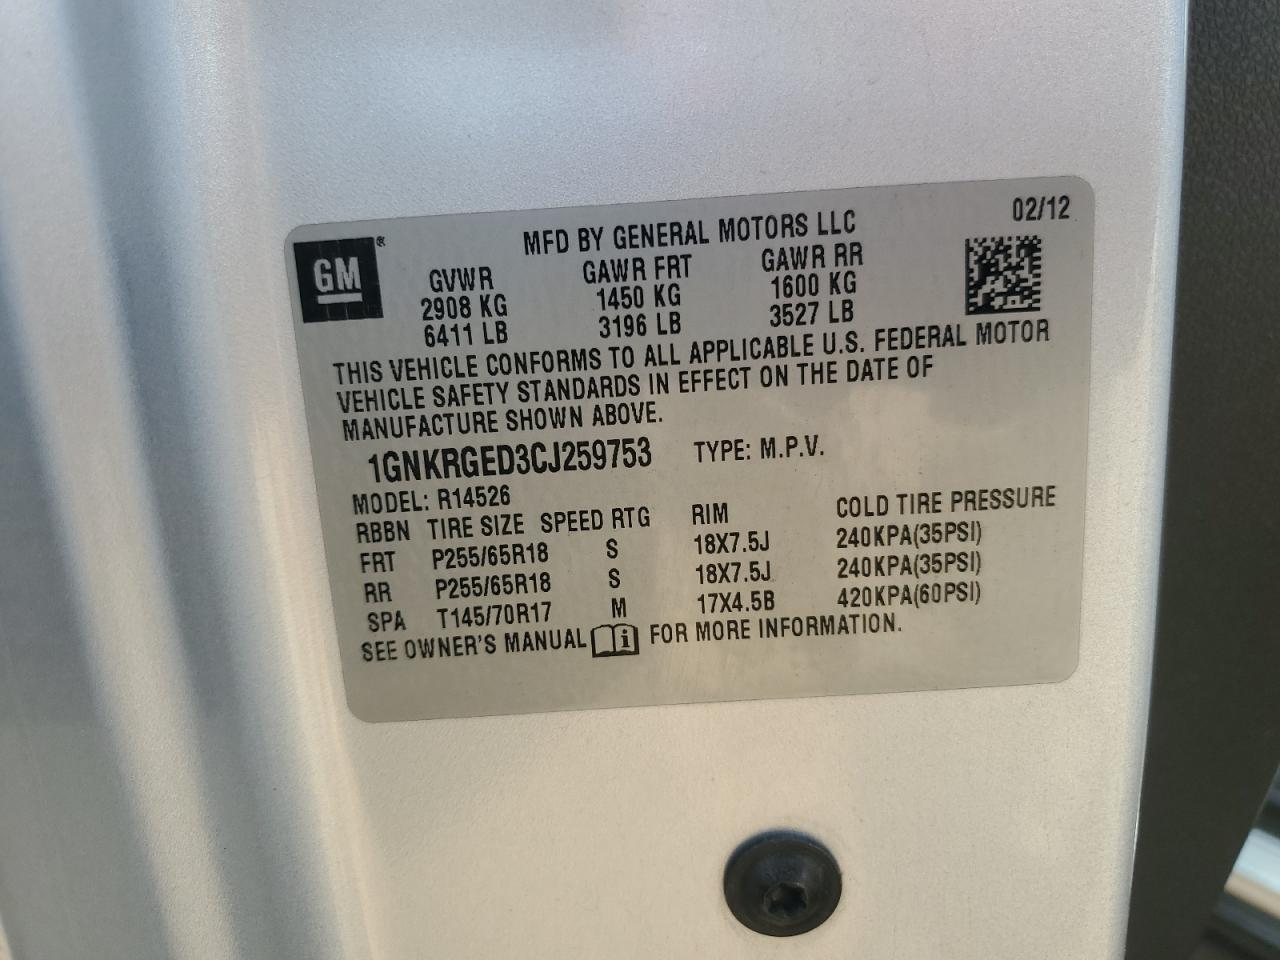 02/12
GM®
MFD BY GENERAL MOTORS LLC
GVWR GAWR FRT GAWR RR
2908 KG 1450 KG 1600 KG
6411 LB 3196 LB 3527 LB
THIS VEHICLE CONFORMS TO ALL APPLICABLE U.S. FEDERAL MOTOR
VEHICLE SAFETY STANDARDS IN EFFECT ON THE DATE OF
MANUFACTURE SHOWN ABOVE.
1GNKRGED3CJ259753 TYPE: M.P.V.
MODEL: R14526
RBBN TIRE SIZE SPEED RTG RIM COLD TIRE PRESSURE
FRT P255/65R18 S 18X7.5J 240KPA(35PSI)
RR P255/65R18 S 18X7.5J 240KPA(35PSI)
SPA T145/70R17 M 17X4.5B 420KPA(60PSI)
SEE OWNER'S MANUAL i FOR MORE INFORMATION.